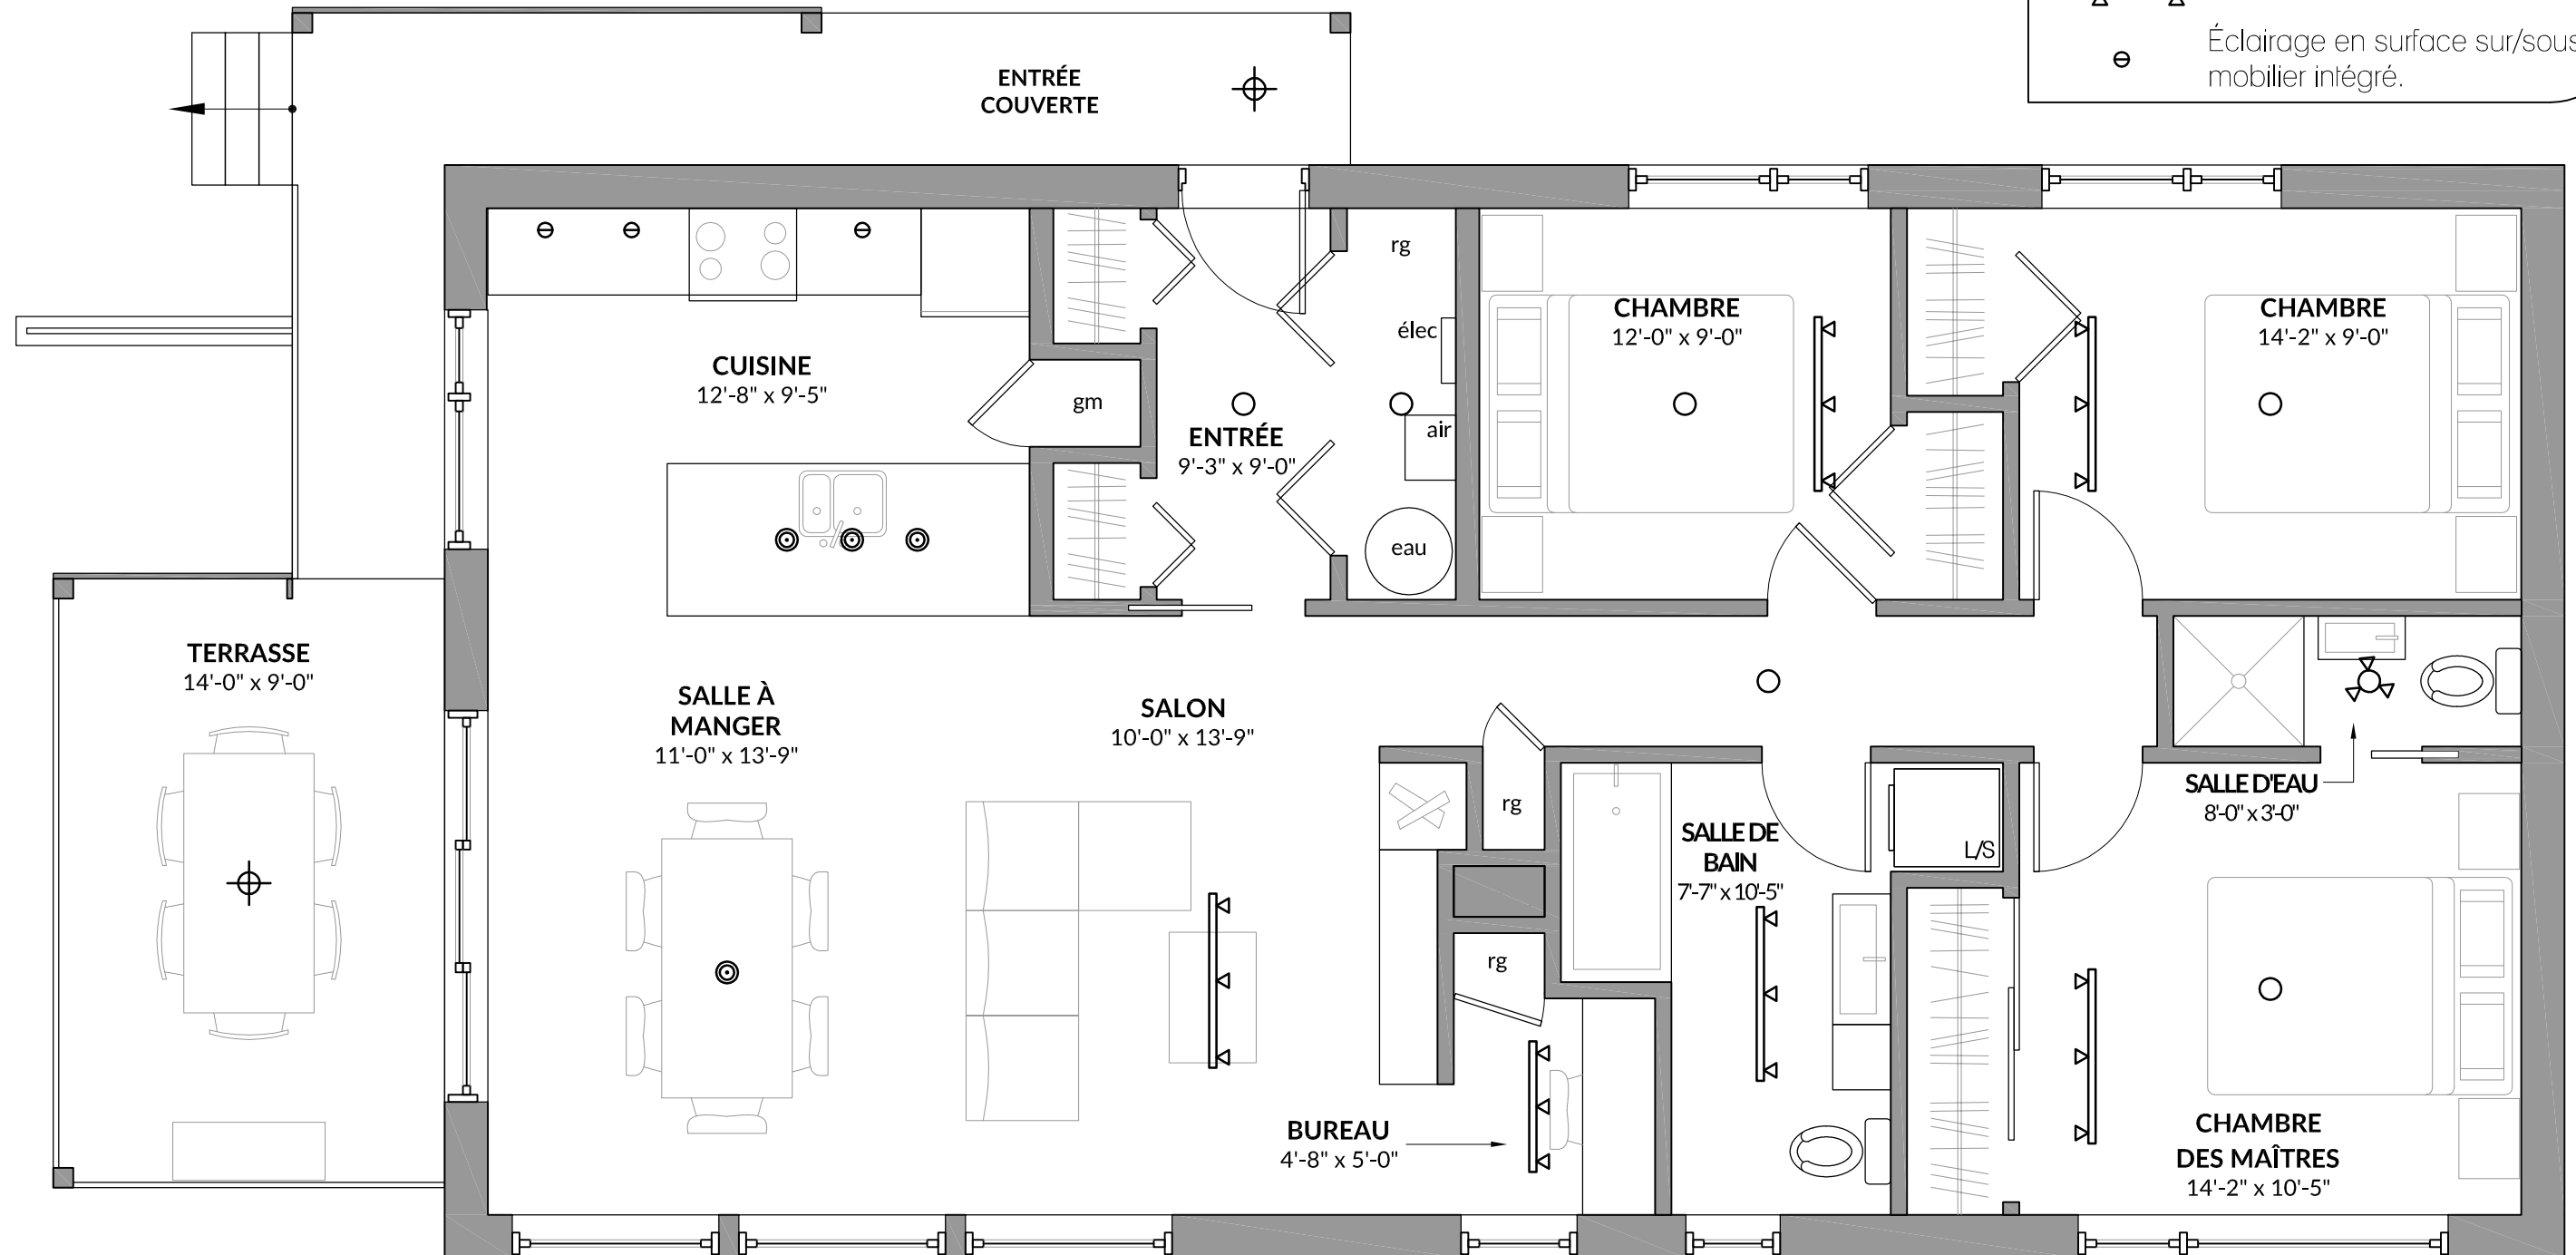 Éclairage en surface sur/sous
mobilier intégré.
ENTRÉE
COUVERTE
rg
élec
air
eau
gm
CUISINE
12'-8" x 9'-5"
ENTRÉE
9'-3" x 9'-0"
CHAMBRE
12'-0" x 9'-0"
CHAMBRE
14'-2" x 9'-0"
TERRASSE
14'-0" x 9'-0"
SALLE À
MANGER
11'-0" x 13'-9"
SALON
10'-0" x 13'-9"
rg
rg
SALLE DE
BAIN
7'-7" x 10'-5"
L/S
SALLE D'EAU
8'-0" x 3'-0"
BUREAU
4'-8" x 5'-0"
CHAMBRE
DES MAÎTRES
14'-2" x 10'-5"